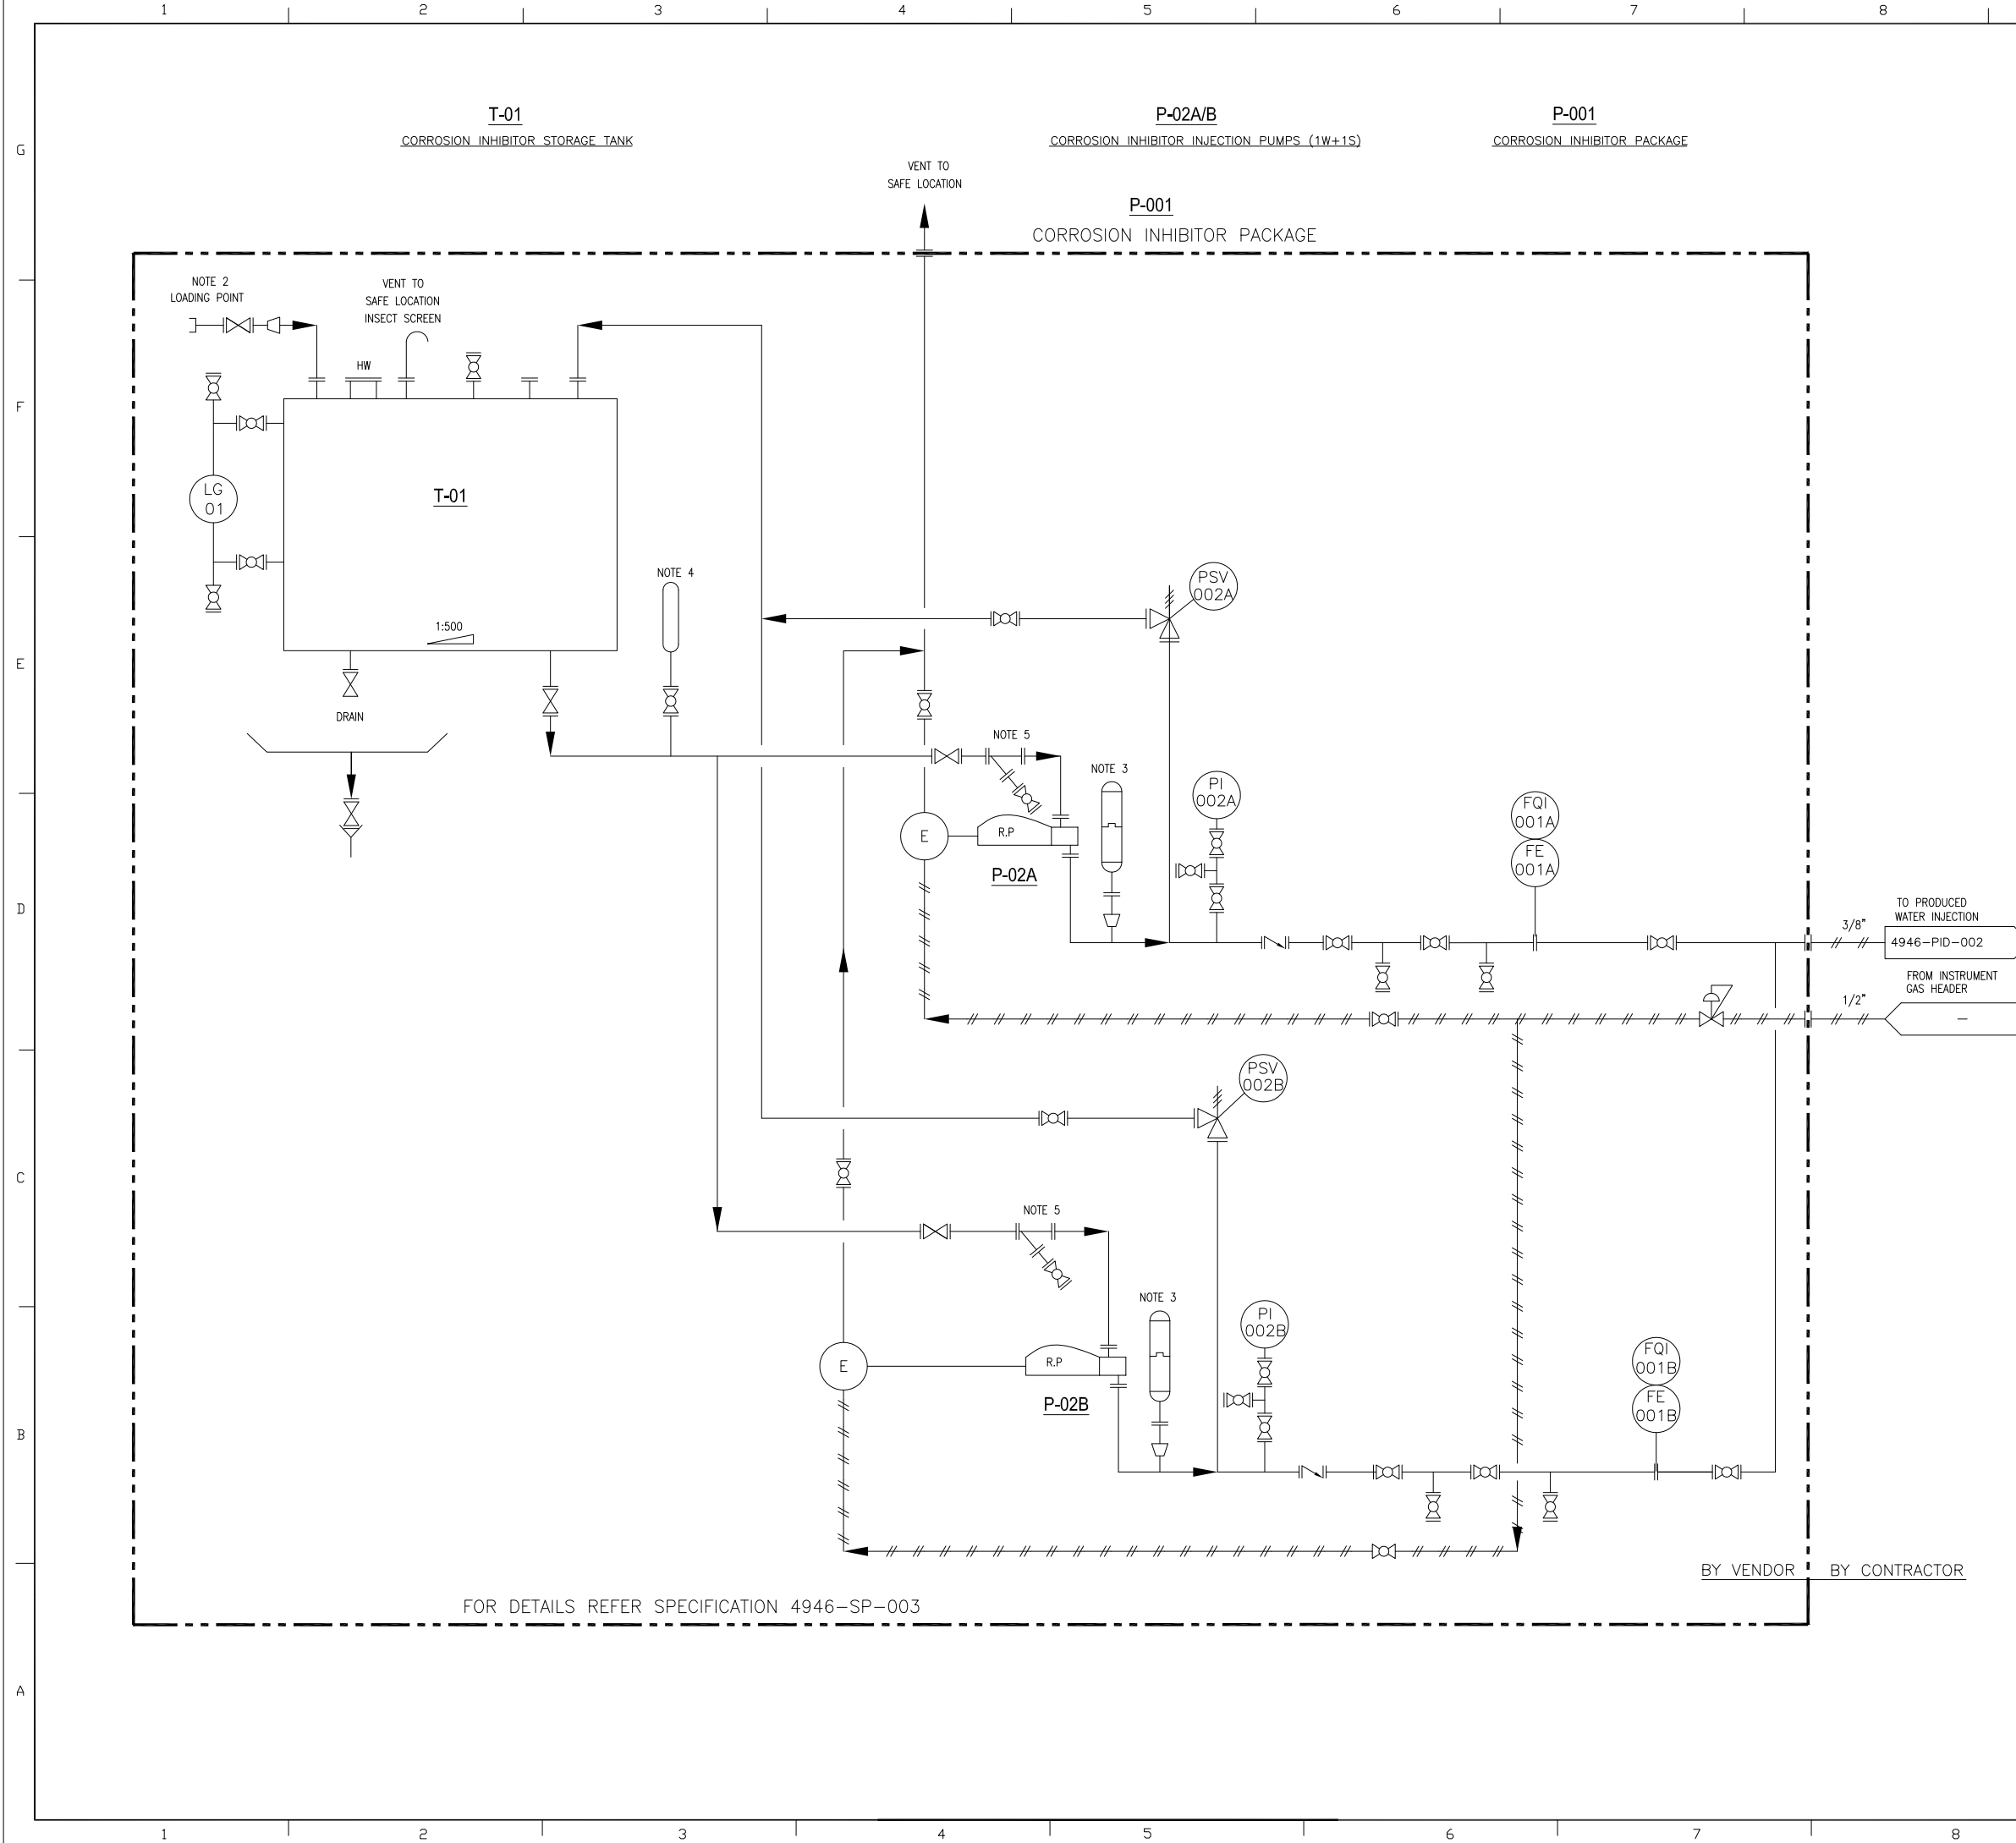 1 2 3 4 5 6 7 8
T-01
CORROSION INHIBITOR STORAGE TANK
P-02A/B
CORROSION INHIBITOR INJECTION PUMPS (1W+1S)
P-001
CORROSION INHIBITOR PACKAGE
G
VENT TO
SAFE LOCATION
P-001
CORROSION INHIBITOR PACKAGE
NOTE 2
LOADING POINT
VENT TO
SAFE LOCATION
INSECT SCREEN
HW
F
LG
01
T-01
NOTE 4
PSV
002A
1:500
E
DRAIN
NOTE 5
NOTE 3
PI
002A
FQI
001A
E
R.P
FE
001A
P-02A
D
TO PRODUCED
WATER INJECTION
3/8"
4946-PID-002
FROM INSTRUMENT
GAS HEADER
1/2"
–
PSV
002B
C
NOTE 5
NOTE 3
PI
002B
FQI
001B
E
R.P
FE
001B
P-02B
B
BY VENDOR
BY CONTRACTOR
FOR DETAILS REFER SPECIFICATION 4946-SP-003
A
1 2 3 4 5 6 7 8